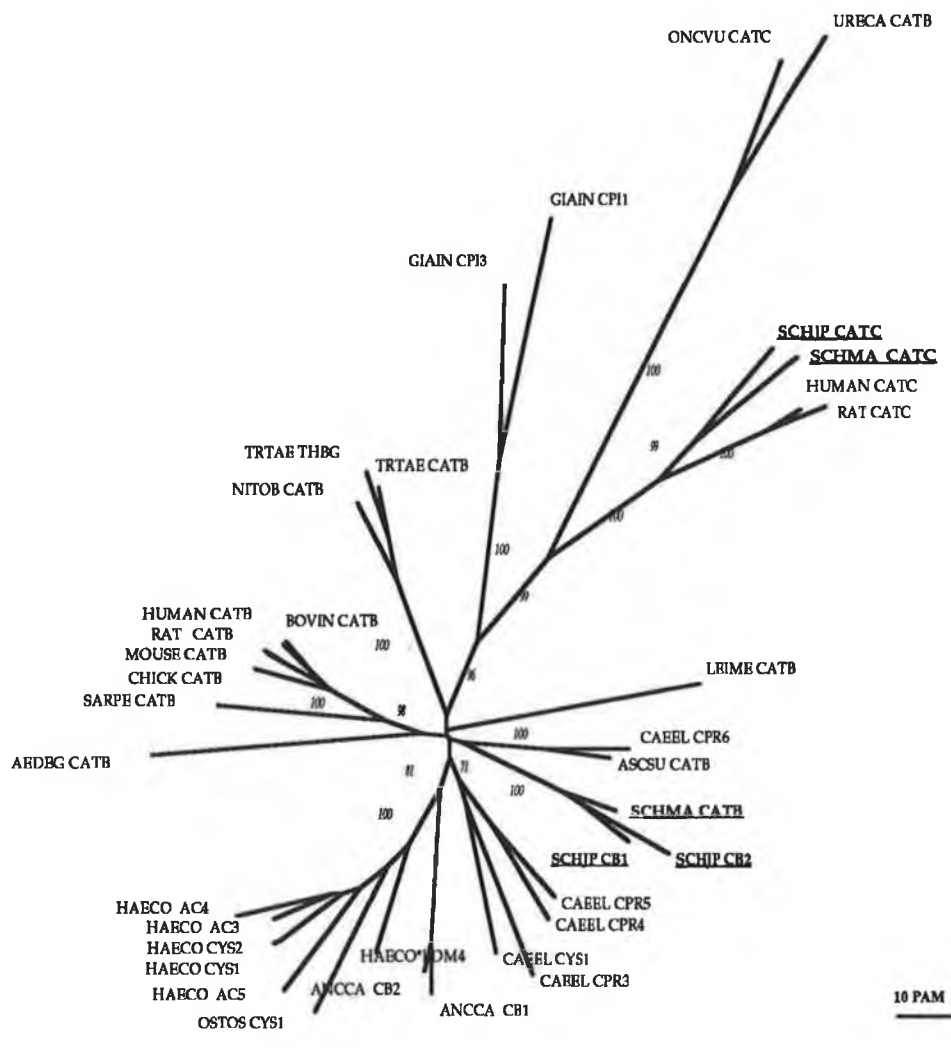 URECA CATB
ONCVU CATC
GIAIN CPI1
GIAIN CPI3
SCHJP CATC
SCHMA CATC
HUMAN CATC
RAT CATC
100
99
100
TRTAE THBG
TRTAE CATB
NITOB CATB
100
100
99
HUMAN CATB
BOVIN CATB
RAT CATB
MOUSE CATB
CHICK CATB
SARPE CATB
100
96
LEIME CATB
100
98
100
CAEEL CPR6
ASCSU CATB
AEDEG CATB
81
71
100
SCHMA CATB
100
SCHJP CB1
SCHJP CB2
CAEEL CPR5
CAEEL CPR4
HAECO AC4
HAECO AC3
HAECO CYS2
HAECO CYS1
HAECO AC5
OSTOS CYS1
ANCCA CB2
ANCCA CB1
CAEEL CYS1
CAEEL CPR3
10 PAM